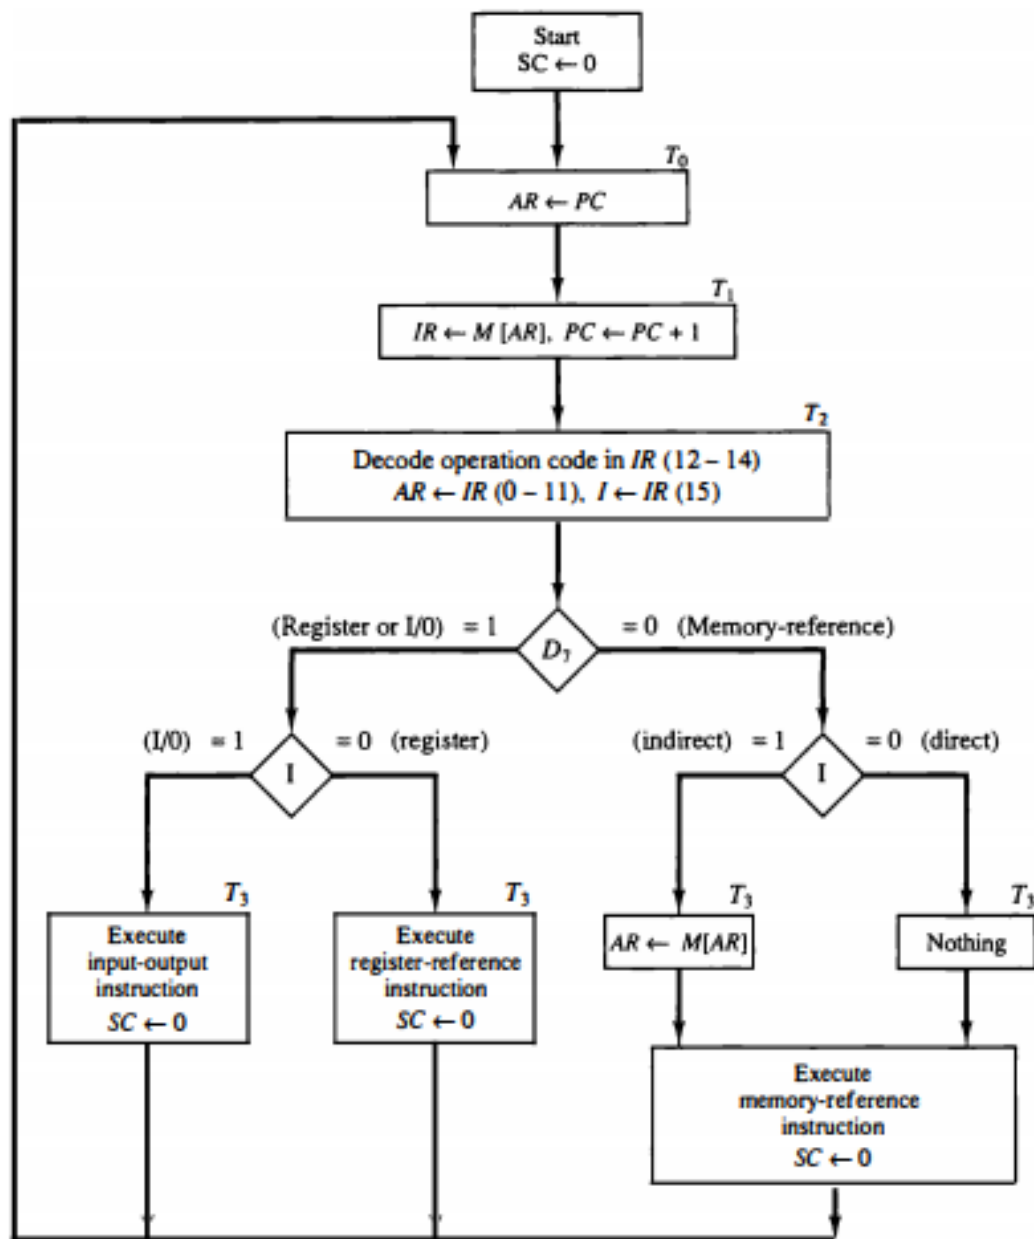 Start
SC ← 0
T₀
AR ← PC
T₁
IR ← M [AR], PC ← PC + 1
T₂
Decode operation code in IR (12 – 14)
AR ← IR (0 – 11), I ← IR (15)
(Register or I/0) = 1
= 0 (Memory-reference)
D₇
(I/0) = 1
= 0 (register)
(indirect) = 1
= 0 (direct)
I
I
T₃
T₃
T₃
T₃
Execute
input-output
instruction
SC ← 0
Execute
register-reference
instruction
SC ← 0
AR ← M[AR]
Nothing
Execute
memory-reference
instruction
SC ← 0